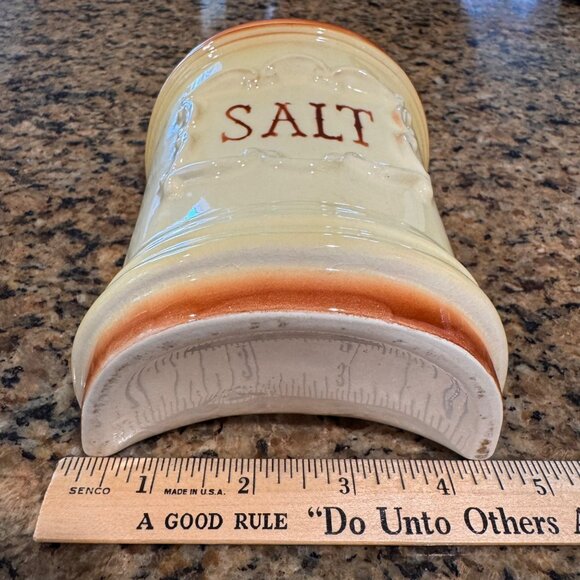 SALT
SENCO 1 MADE IN U.S.A. 2 3 4 5
A GOOD RULE "Do Unto Others